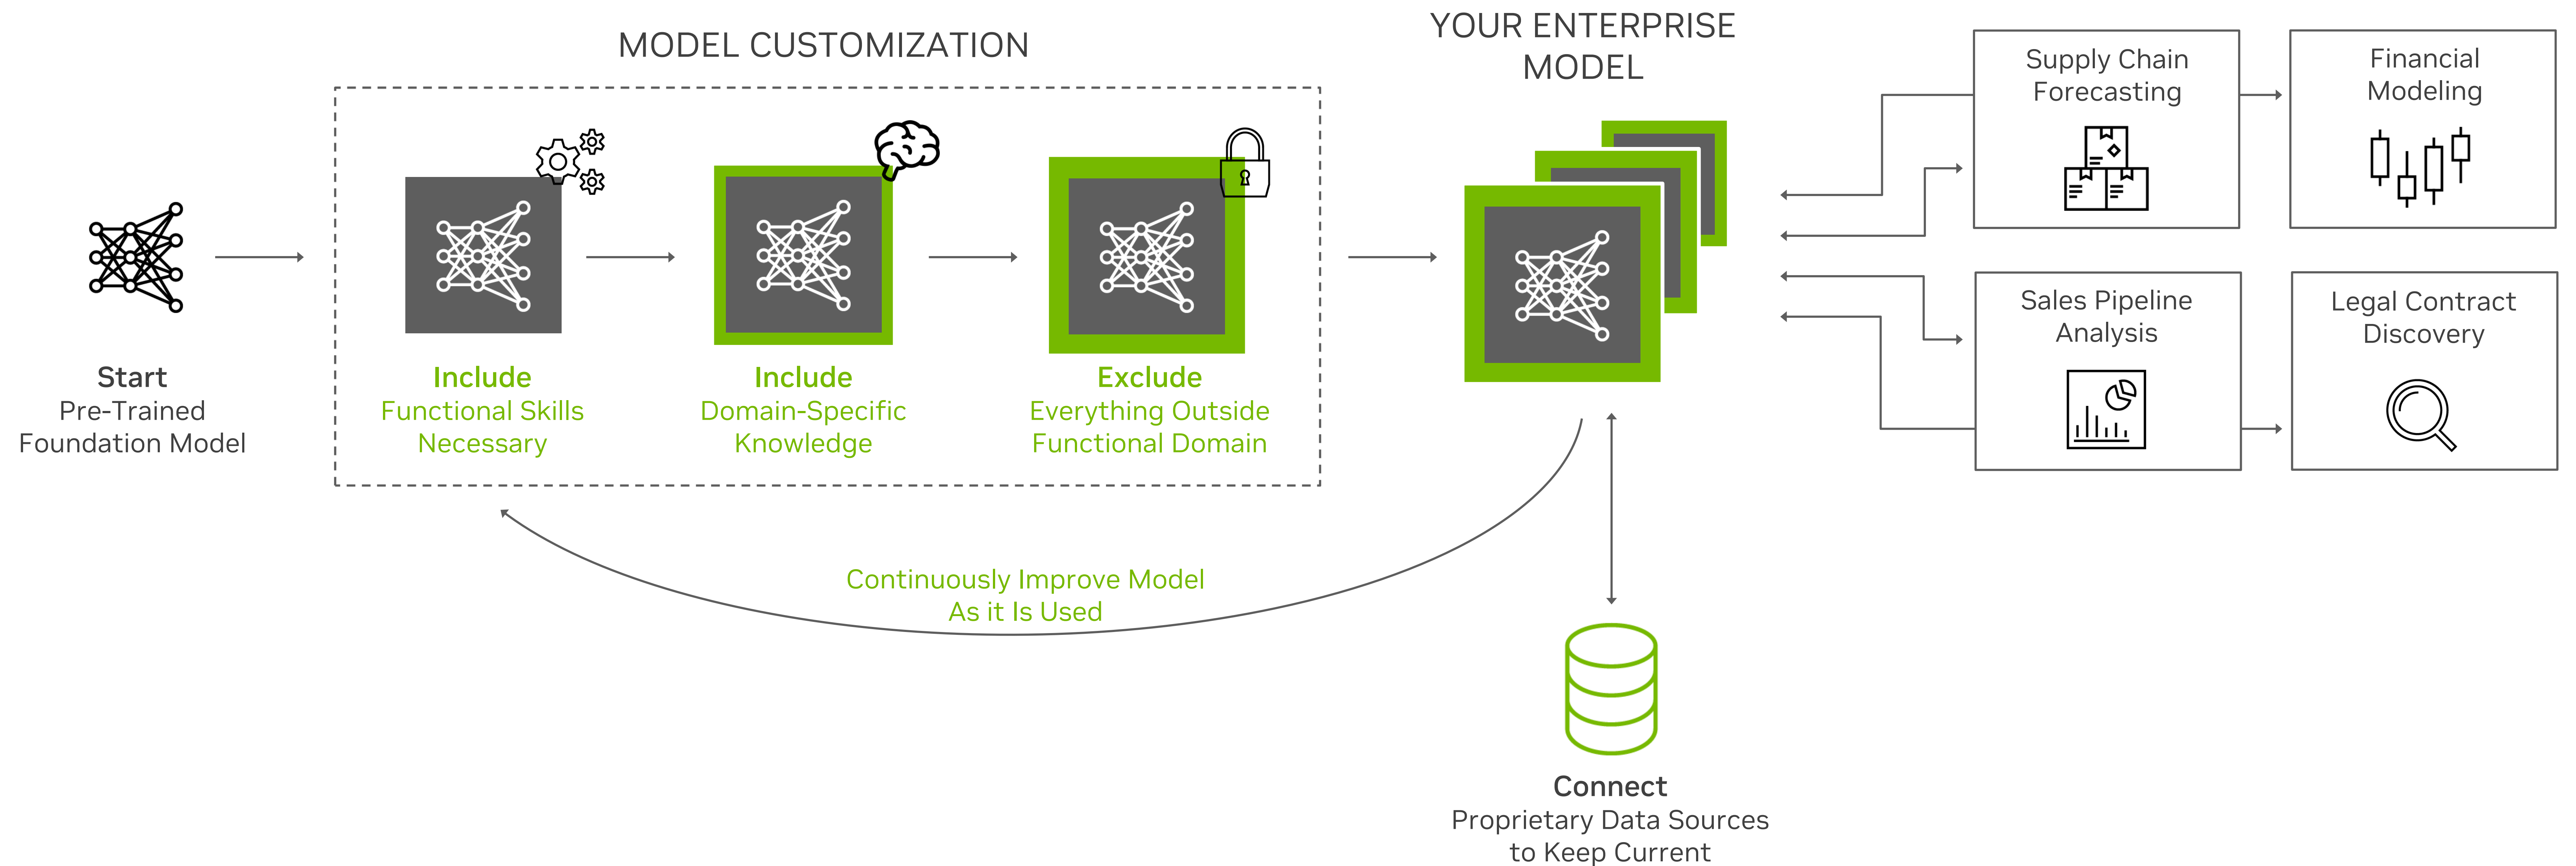 MODEL CUSTOMIZATION
YOUR ENTERPRISE
MODEL
Start
Pre-Trained
Foundation Model
Include
Functional Skills
Necessary
Include
Domain-Specific
Knowledge
Exclude
Everything Outside
Functional Domain
Supply Chain
Forecasting
Financial
Modeling
Sales Pipeline
Analysis
Legal Contract
Discovery
Continuously Improve Model
As it Is Used
Connect
Proprietary Data Sources
to Keep Current